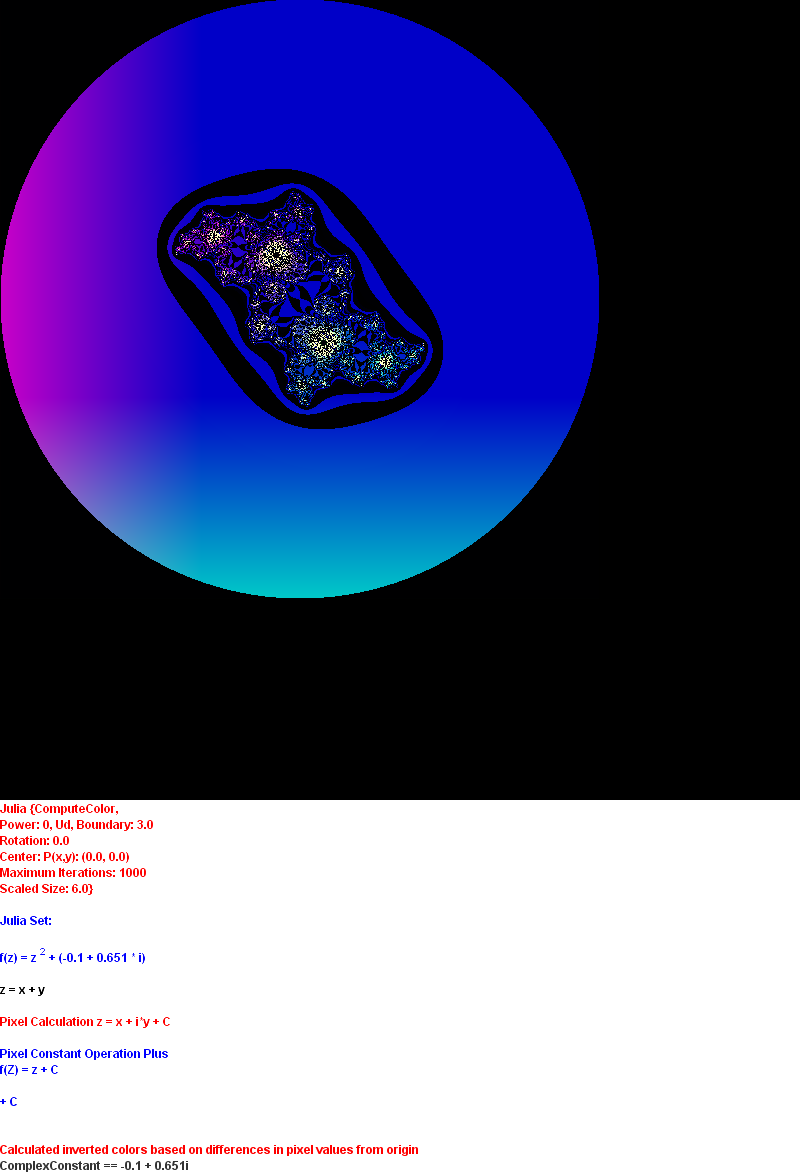 Julia {ComputeColor,
Power: 0, Ud, Boundary: 3.0
Rotation: 0.0
Center: P(x,y): (0.0, 0.0)
Maximum Iterations: 1000
Scaled Size: 6.0}
Julia Set:
f(z) = z 2 + (-0.1 + 0.651 * i)
z = x + y
Pixel Calculation z = x + i*y + C
Pixel Constant Operation Plus
f(Z) = z + C
+ C
Calculated inverted colors based on differences in pixel values from origin
ComplexConstant == -0.1 + 0.651i